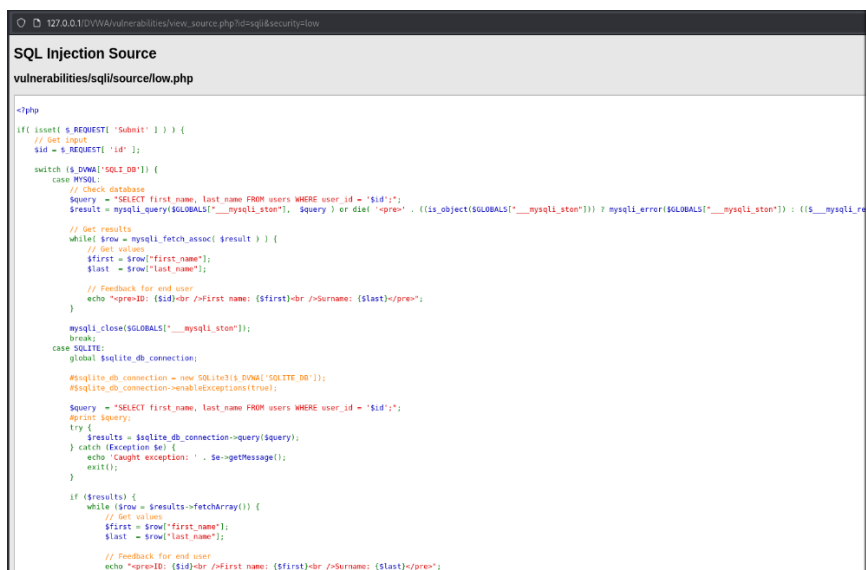 127.0.0.1/DVWA/vulnerabilities/view_source.php?id=sqli&security=low
SQL Injection Source
vulnerabilities/sqli/source/low.php
<?php
if( isset( $_REQUEST[ 'Submit' ] ) ) {
    // Get input
    $id = $_REQUEST[ 'id' ];
    switch ($_DVWA['SQLI_DB']) {
        case MYSQL:
            // Check database
            $query  = "SELECT first_name, last_name FROM users WHERE user_id = '$id';";
            $result = mysqli_query($GLOBALS["___mysqli_ston"],  $query ) or die( '<pre>' . ((is_object($GLOBALS["___mysqli_ston"])) ? mysqli_error($GLOBALS["___mysqli_ston"]) : (($___mysqli_re
            // Get results
            while( $row = mysqli_fetch_assoc( $result ) ) {
                // Get values
                $first = $row["first_name"];
                $last  = $row["last_name"];
                // Feedback for end user
                echo "<pre>ID: {$id}<br />First name: {$first}<br />Surname: {$last}</pre>";
            }
            mysqli_close($GLOBALS["___mysqli_ston"]);
            break;
        case SQLITE:
            global $sqlite_db_connection;
            #$sqlite_db_connection = new SQLite3($_DVWA['SQLITE_DB']);
            #$sqlite_db_connection->enableExceptions(true);
            $query  = "SELECT first_name, last_name FROM users WHERE user_id = '$id';";
            #print $query;
            try {
                $results = $sqlite_db_connection->query($query);
            } catch (Exception $e) {
                echo 'Caught exception: ' . $e->getMessage();
                exit();
            }
            if ($results) {
                while ($row = $results->fetchArray()) {
                    // Get values
                    $first = $row["first_name"];
                    $last  = $row["last_name"];
                    // Feedback for end user
                    echo "<pre>ID: {$id}<br />First name: {$first}<br />Surname: {$last}</pre>";